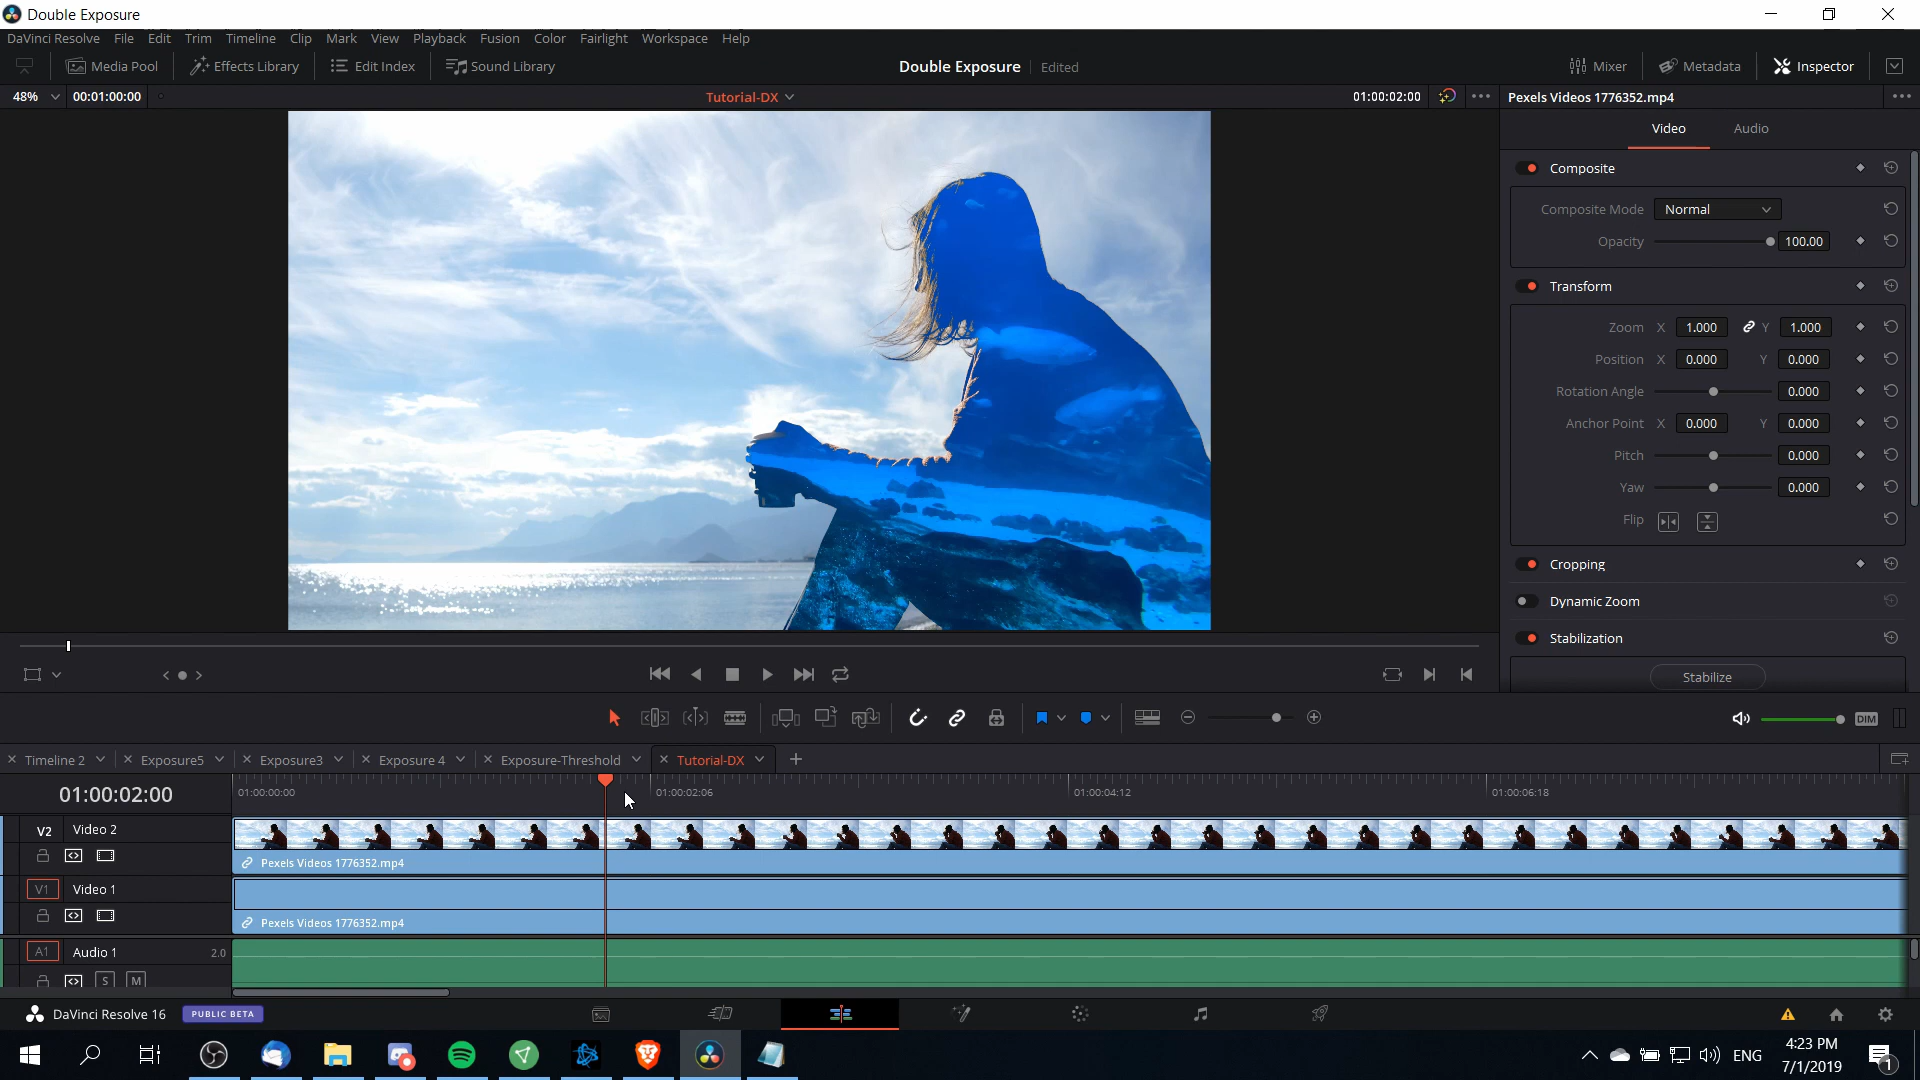 Double Exposure
DaVinci Resolve File Edit Trim Timeline Clip Mark View Playback Fusion Color Fairlight Workspace Help
Media Pool Effects Library Edit Index Sound Library Double Exposure Edited Mixer Metadata Inspector
48% 00:01:00:00 Tutorial-DX 01:00:02:00 Pexels Videos 1776352.mp4
Video Audio
Composite
Composite Mode Normal
Opacity 100.00
Transform
Zoom X 1.000 Y 1.000
Position X 0.000 Y 0.000
Rotation Angle 0.000
Anchor Point X 0.000 Y 0.000
Pitch 0.000
Yaw 0.000
Flip
Cropping
Dynamic Zoom
Stabilization
Stabilize
DIM
Timeline 2 Exposure5 Exposure3 Exposure 4 Exposure-Threshold Tutorial-DX
01:00:02:00 01:00:00:00 01:00:02:06 01:00:04:12 01:00:06:18
V2 Video 2
Pexels Videos 1776352.mp4
V1 Video 1
Pexels Videos 1776352.mp4
A1 Audio 1 2.0
S M
DaVinci Resolve 16 PUBLIC BETA
ENG 4:23 PM
7/1/2019
1